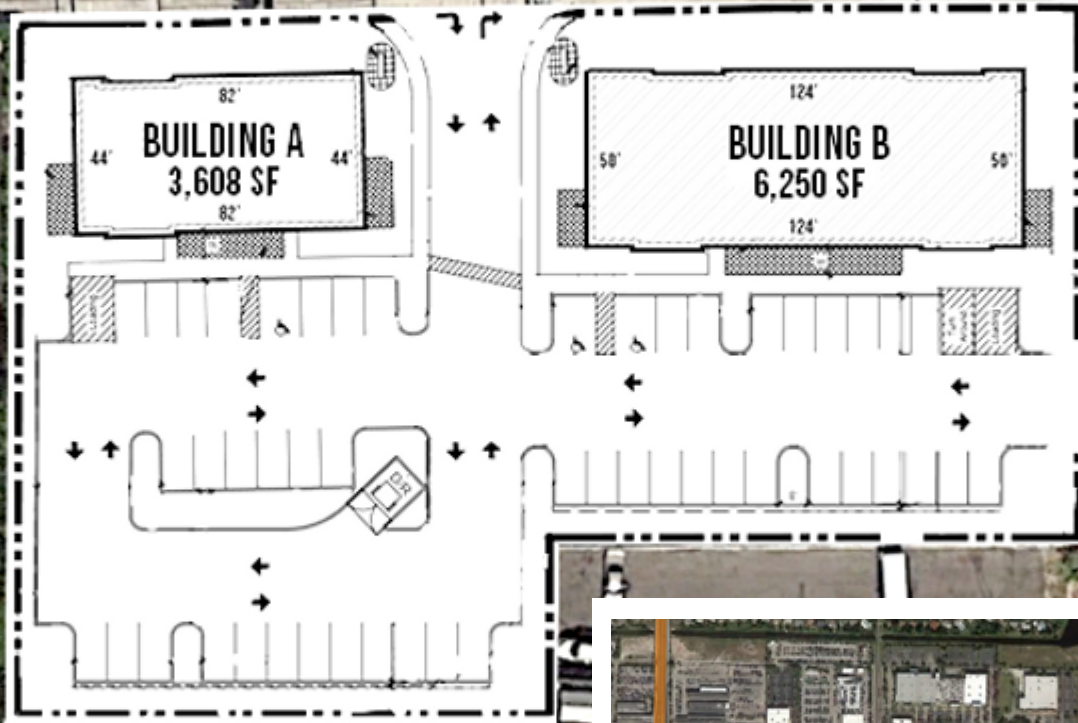 82'
BUILDING A
44'
44'
3,608 SF
82'
124'
BUILDING B
50'
50'
6,250 SF
124'
D/R